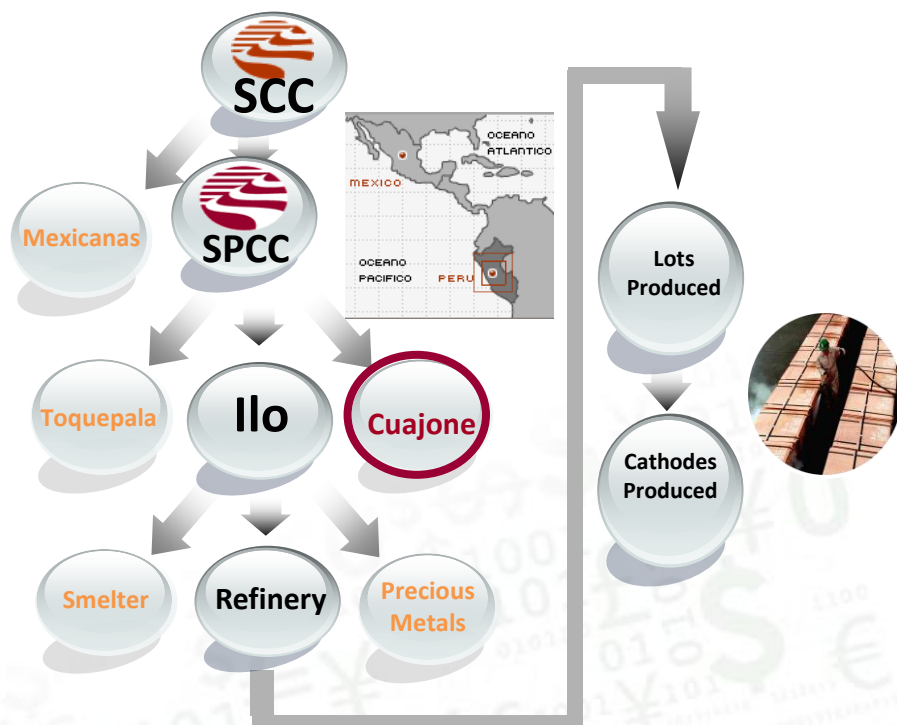 SCC
Mexicanas
SPCC
OCEANO
ATLANTICO
MEXICO
OCEANO
PACIFICO
PERU
Toquepala
Ilo
Cuajone
Smelter
Refinery
Precious
Metals
Lots
Produced
Cathodes
Produced